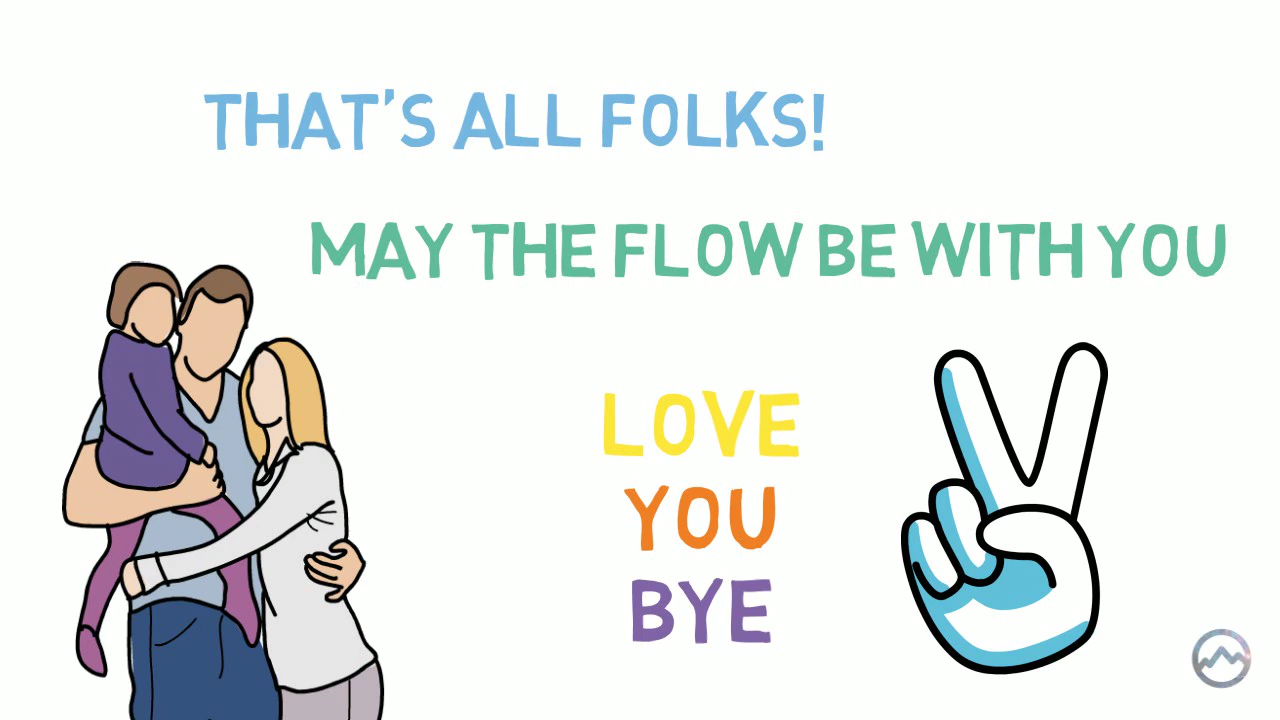 THAT'S ALL FOLKS!
MAY THE FLOW BE WITH YOU
LOVE
YOU
BYE